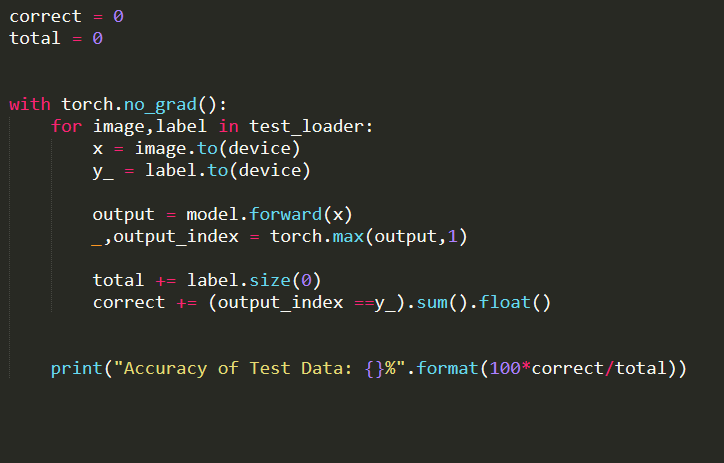 correct = 0
total = 0
with torch.no_grad():
    for image,label in test_loader:
        x = image.to(device)
        y_ = label.to(device)
        output = model.forward(x)
        _,output_index = torch.max(output,1)
        total += label.size(0)
        correct += (output_index ==y_).sum().float()
    print("Accuracy of Test Data: {}%".format(100*correct/total))